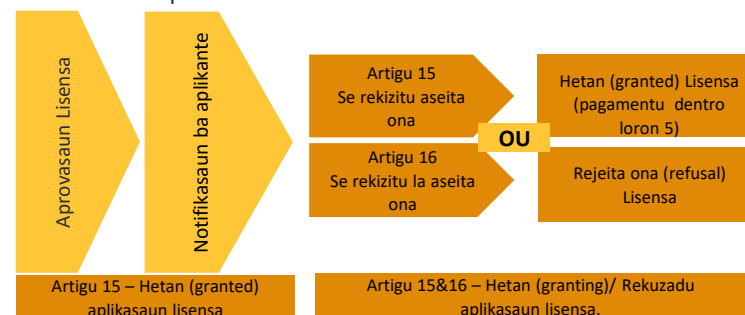 Aprovasaun Lisensa
Notifikasaun ba aplikante
Artigu 15
Se rekizitu aseita
ona
Hetan (granted) Lisensa
(pagamentu dentro
loron 5)
OU
Artigu 16
Se rekizitu la aseita
ona
Rejeita ona (refusal)
Lisensa
Artigu 15 – Hetan (granted)
aplikasaun lisensa
Artigu 15&16 – Hetan (granting)/ Rekuzadu
aplikasaun lisensa.